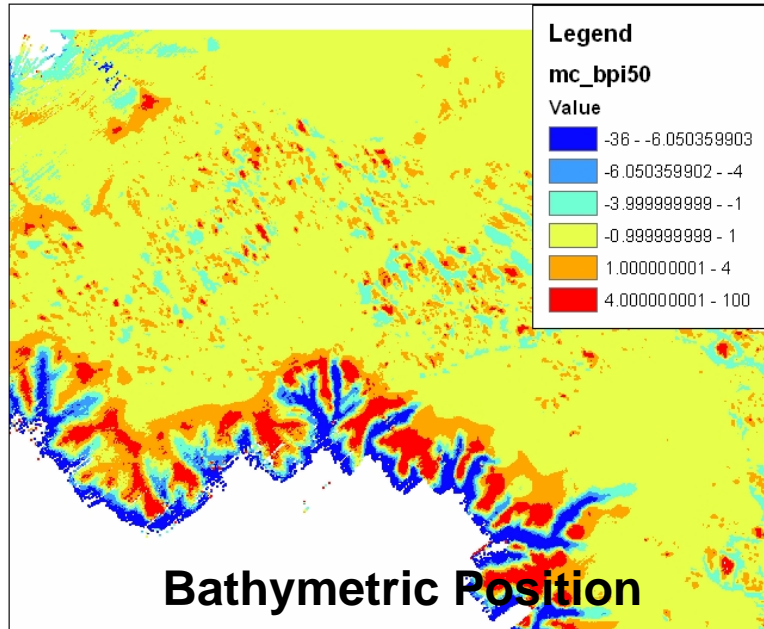 Legend
mc_bpi50
Value
-36 - -6.050359903
-6.050359902 - -4
-3.999999999 - -1
-0.999999999 - 1
1.000000001 - 4
4.000000001 - 100
Bathymetric Position